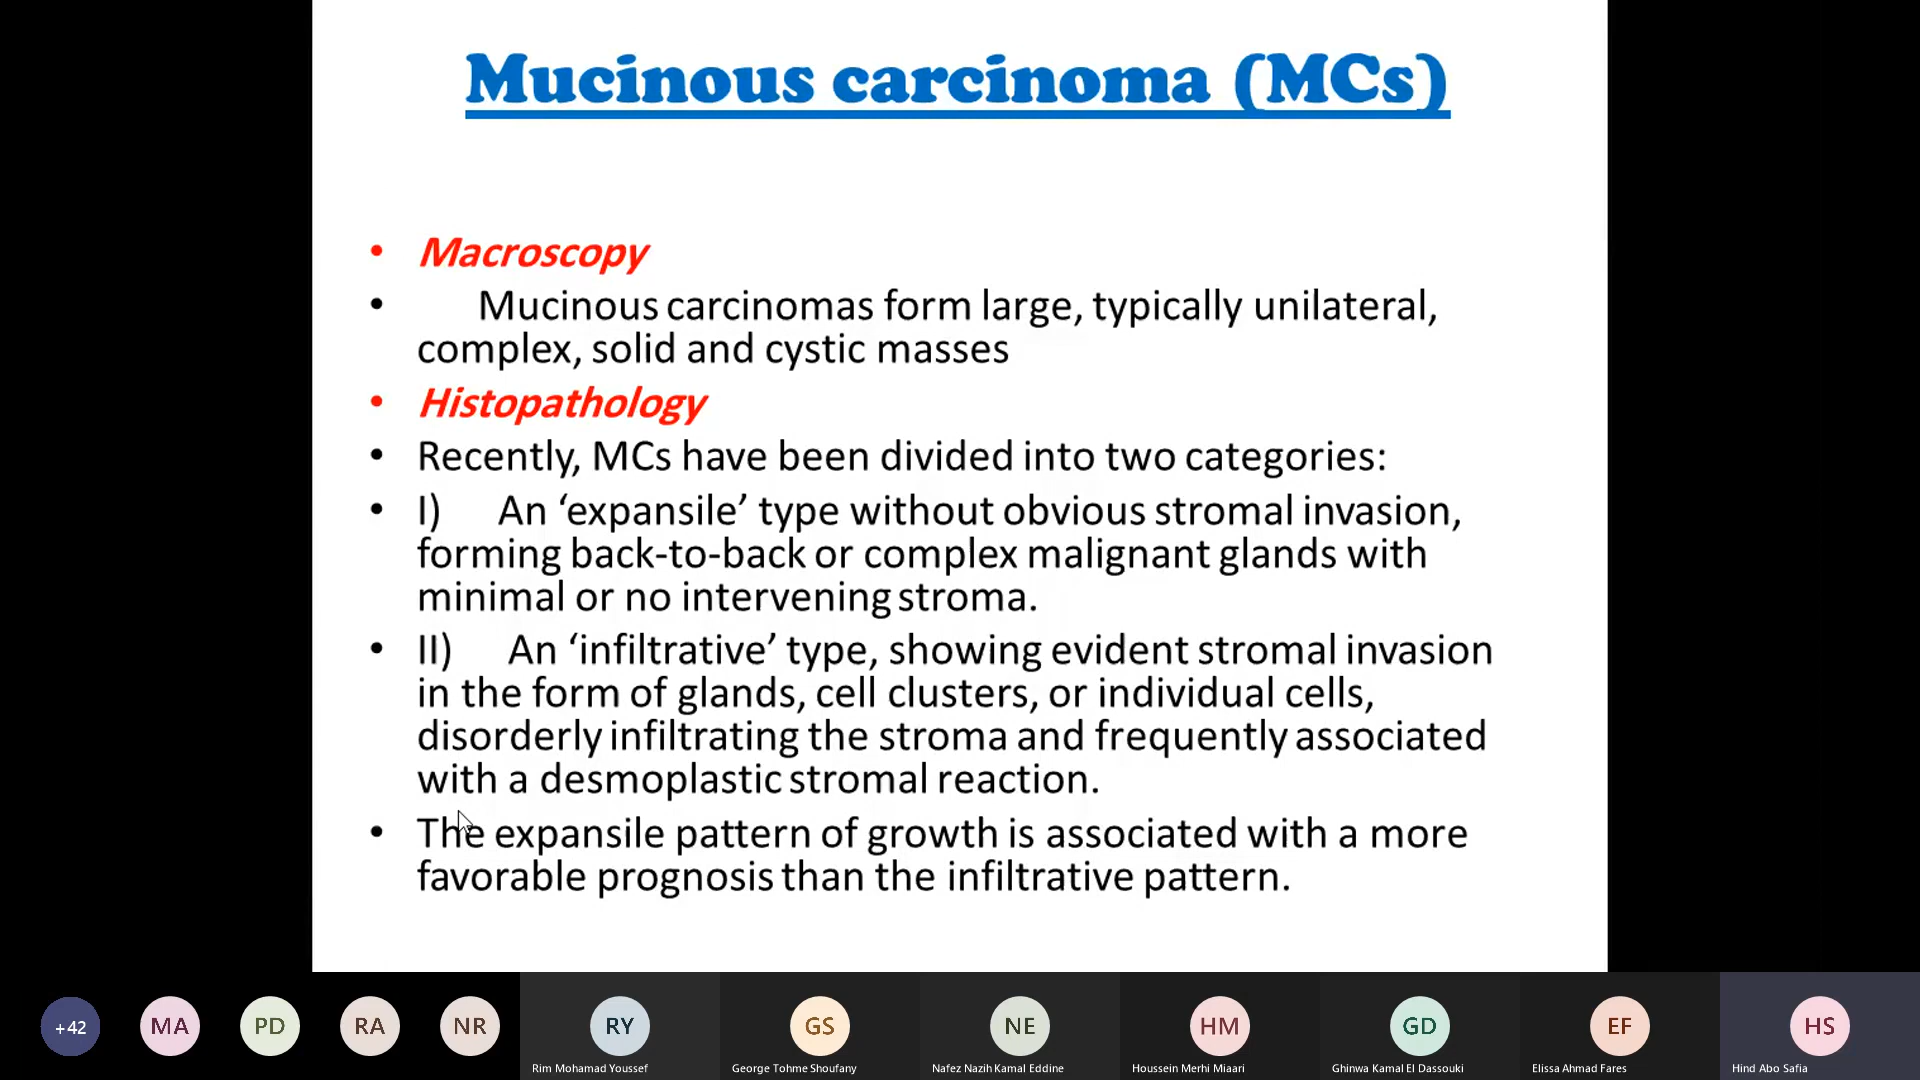 Mucinous carcinoma (MCs)
• Macroscopy
• Mucinous carcinomas form large, typically unilateral,
complex, solid and cystic masses
• Histopathology
• Recently, MCs have been divided into two categories:
• I) An ‘expansile’ type without obvious stromal invasion,
forming back-to-back or complex malignant glands with
minimal or no intervening stroma.
• II) An ‘infiltrative’ type, showing evident stromal invasion
in the form of glands, cell clusters, or individual cells,
disorderly infiltrating the stroma and frequently associated
with a desmoplastic stromal reaction.
• The expansile pattern of growth is associated with a more
favorable prognosis than the infiltrative pattern.
+42 MA PD RA NR RY GS NE HM GD EF HS
Rim Mohamad Youssef George Tohme Shoufany Nafez Nazih Kamal Eddine Houssein Merhi Miaari Ghinwa Kamal El Dassouki Elissa Ahmad Fares Hind Abo Safia